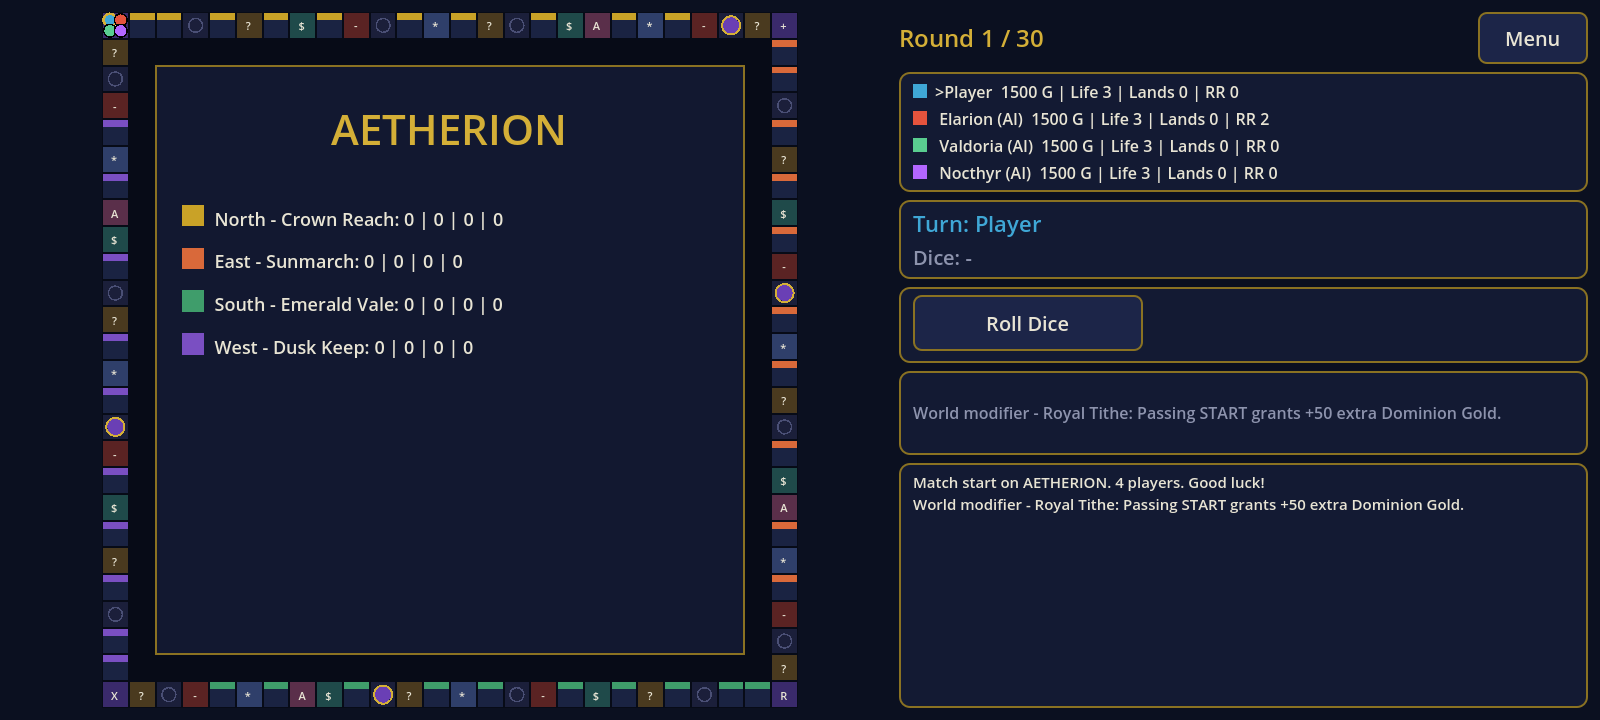 ? $ - * ? $ A * - ? +
Round 1 / 30
Menu
>Player 1500 G | Life 3 | Lands 0 | RR 0
Elarion (AI) 1500 G | Life 3 | Lands 0 | RR 2
Valdoria (AI) 1500 G | Life 3 | Lands 0 | RR 0
Nocthyr (AI) 1500 G | Life 3 | Lands 0 | RR 0
AETHERION
North - Crown Reach: 0 | 0 | 0 | 0
East - Sunmarch: 0 | 0 | 0 | 0
South - Emerald Vale: 0 | 0 | 0 | 0
West - Dusk Keep: 0 | 0 | 0 | 0
Turn: Player
Dice: -
Roll Dice
World modifier - Royal Tithe: Passing START grants +50 extra Dominion Gold.
Match start on AETHERION. 4 players. Good luck!
World modifier - Royal Tithe: Passing START grants +50 extra Dominion Gold.
?
-
*
A
$
?
*
-
$
?
?
$
-
*
?
$
A
*
-
?
X ? - * A $ ? * - $ ? R